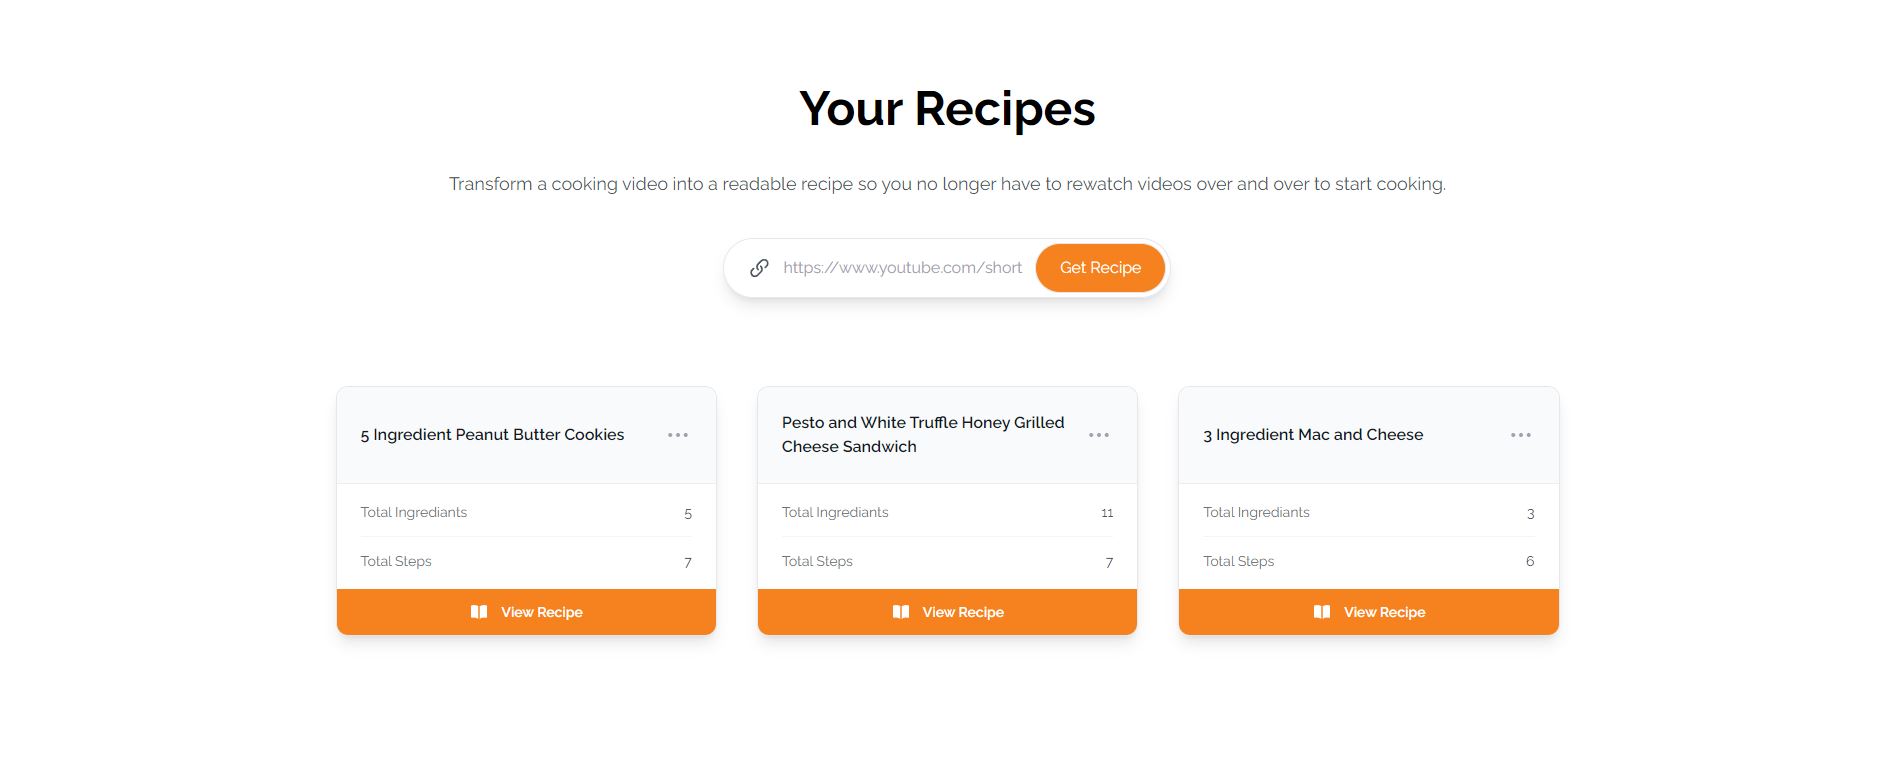 Your Recipes
Transform a cooking video into a readable recipe so you no longer have to rewatch videos over and over to start cooking.
https://www.youtube.com/short
Get Recipe
5 Ingredient Peanut Butter Cookies
Total Ingrediants 5
Total Steps 7
View Recipe
Pesto and White Truffle Honey Grilled
Cheese Sandwich
Total Ingrediants 11
Total Steps 7
View Recipe
3 Ingredient Mac and Cheese
Total Ingrediants 3
Total Steps 6
View Recipe